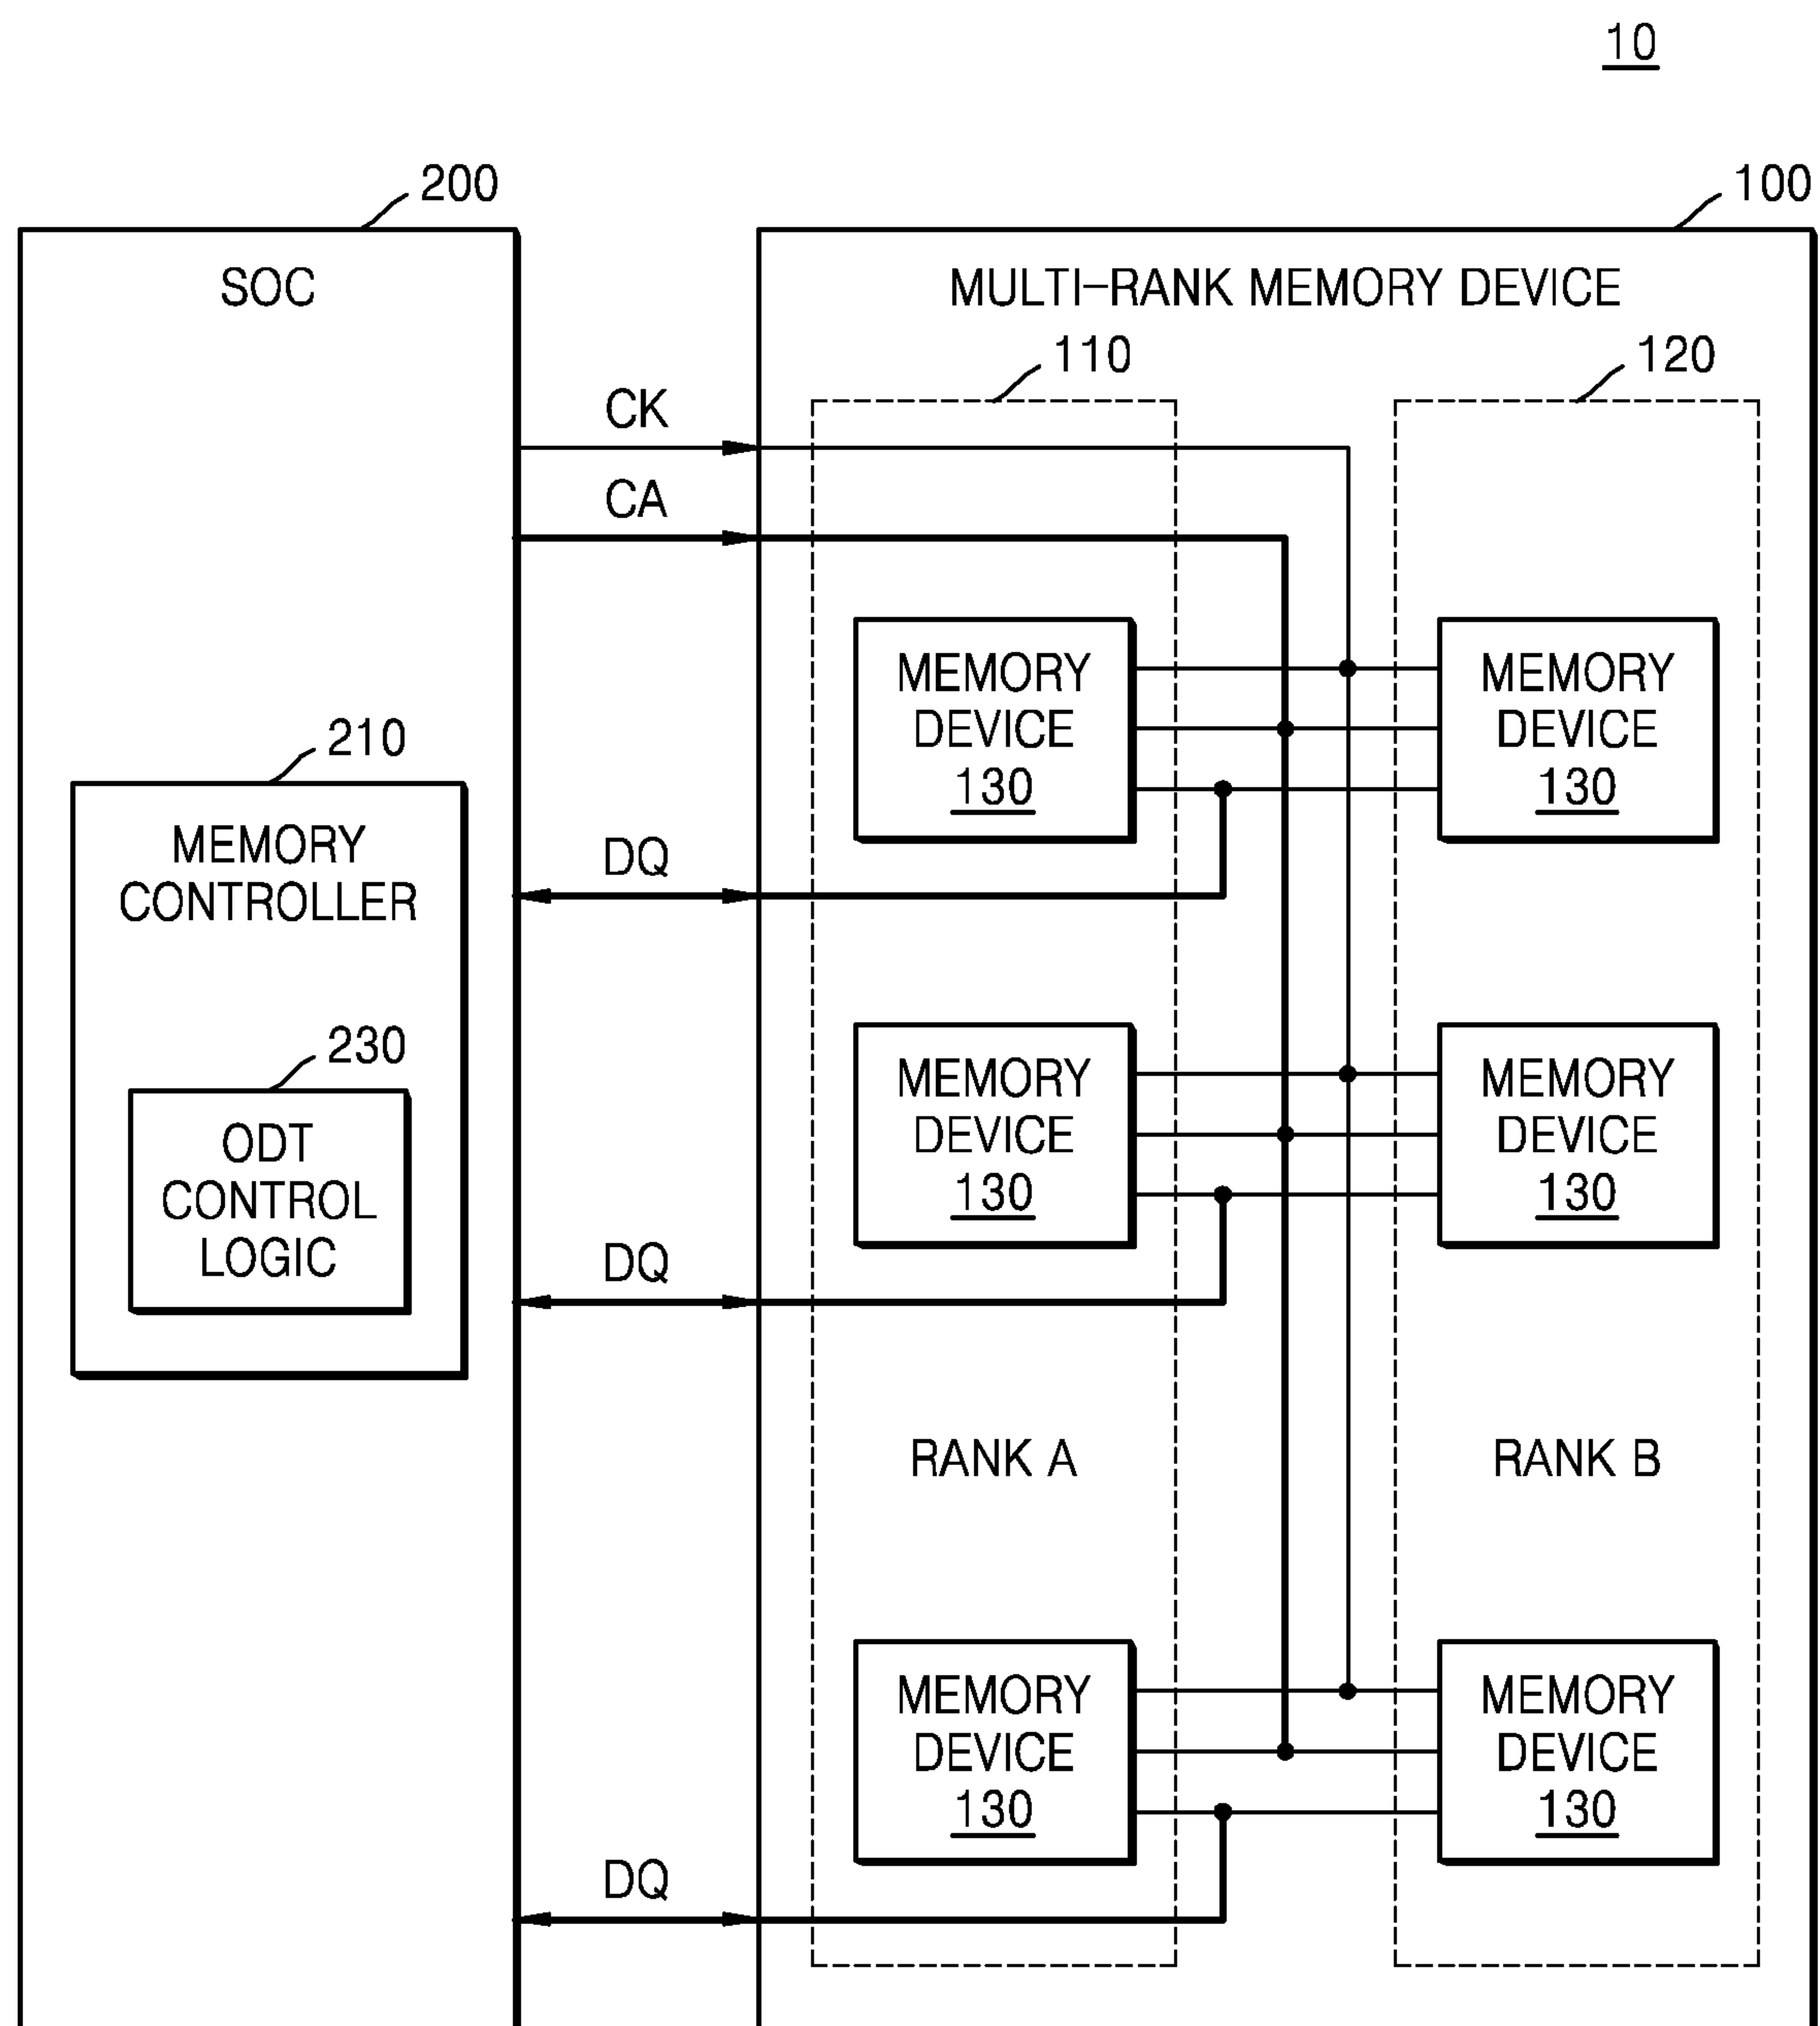 10
200
100
SOC
MULTI-RANK MEMORY DEVICE
110
120
CK
CA
MEMORY
DEVICE
130
MEMORY
DEVICE
130
210
MEMORY
CONTROLLER
DQ
230
ODT
CONTROL
LOGIC
MEMORY
DEVICE
130
MEMORY
DEVICE
130
DQ
RANK A
RANK B
MEMORY
DEVICE
130
MEMORY
DEVICE
130
DQ